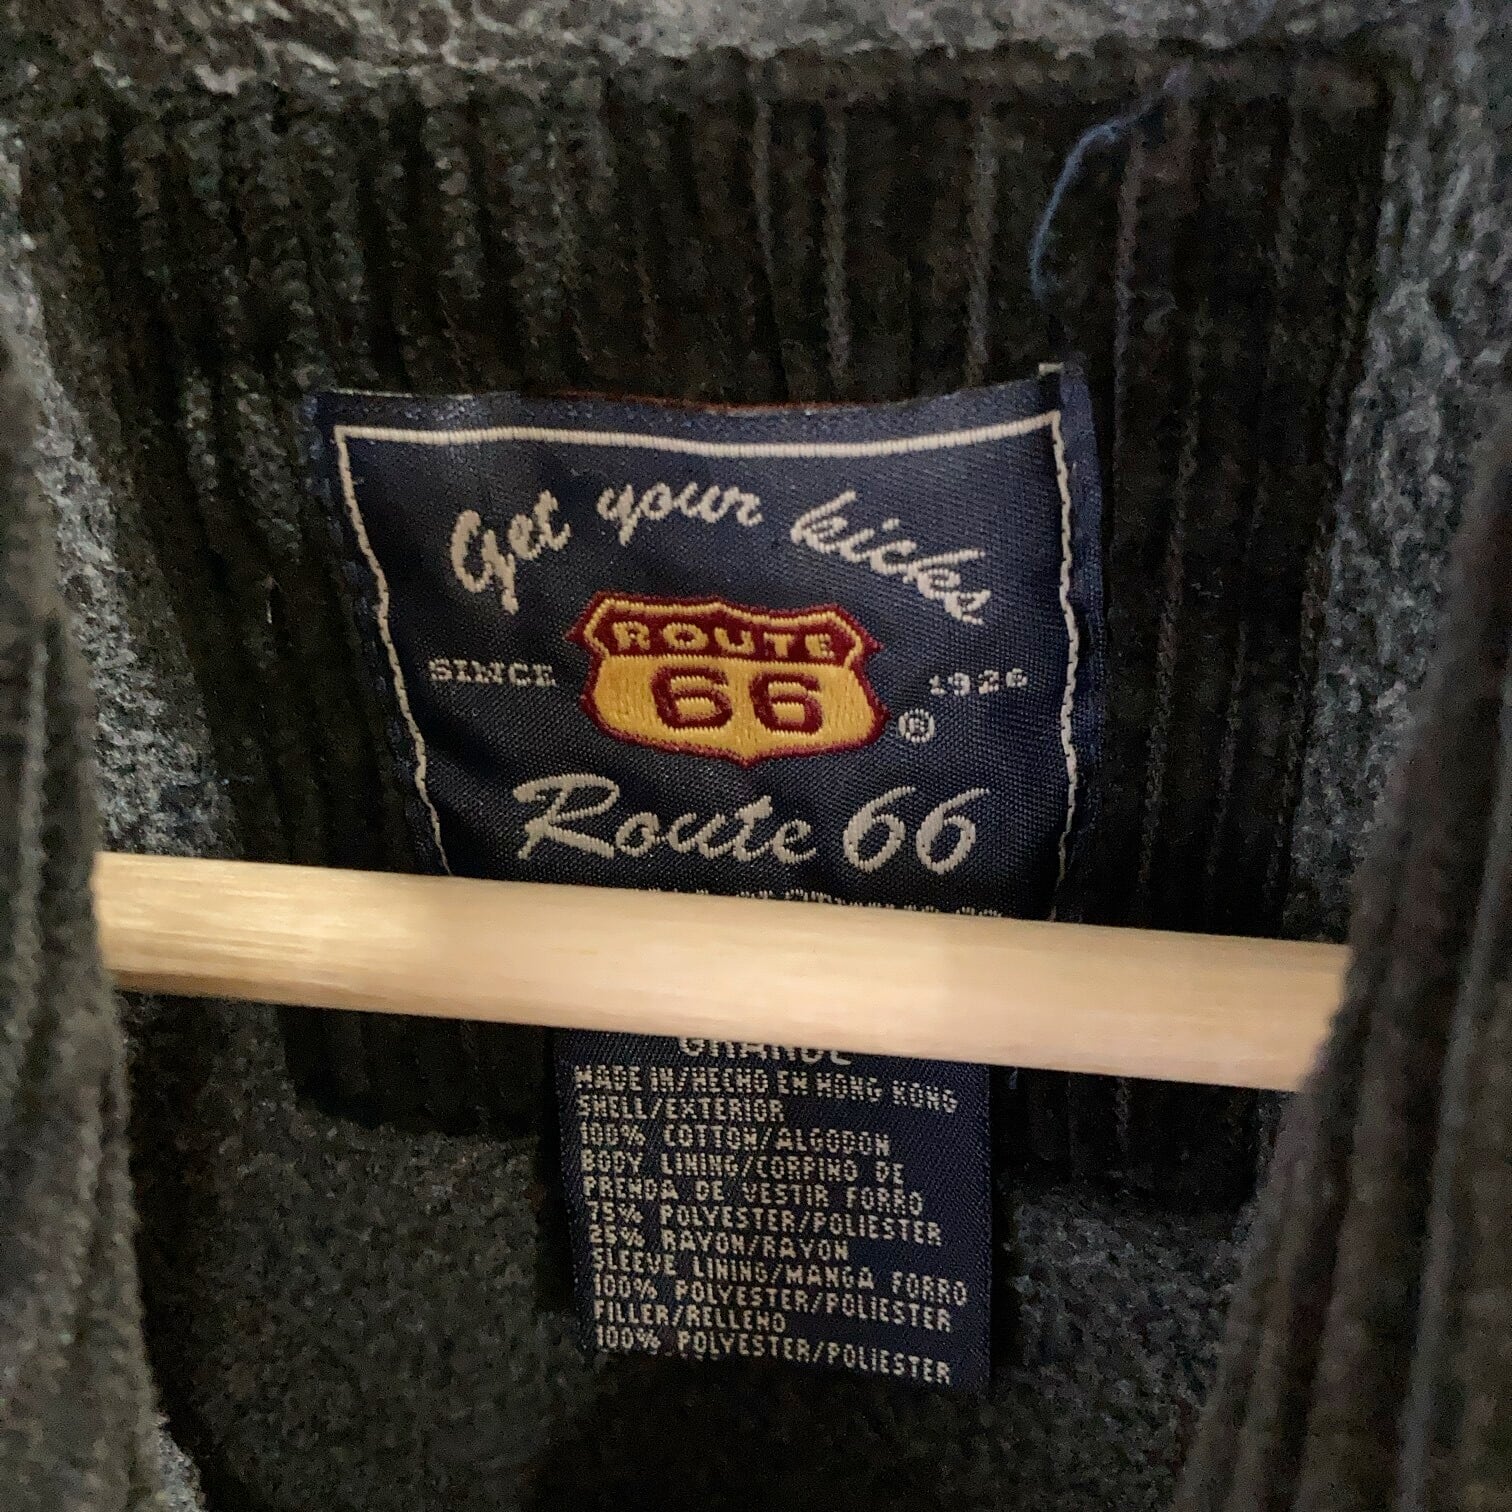 Get your kicks
ROUTE
SINCE 66 1926
®
Route 66
GRANDE
MADE IN/HECHO EN HONG KONG
SHELL/EXTERIOR
100% COTTON/ALGODON
BODY LINING/CORPINO DE
PRENDA DE VESTIR FORRO
75% POLYESTER/POLIESTER
25% RAYON/RAYON
SLEEVE LINING/MANGA FORRO
100% POLYESTER/POLIESTER
FILLER/RELLENO
100% POLYESTER/POLIESTER